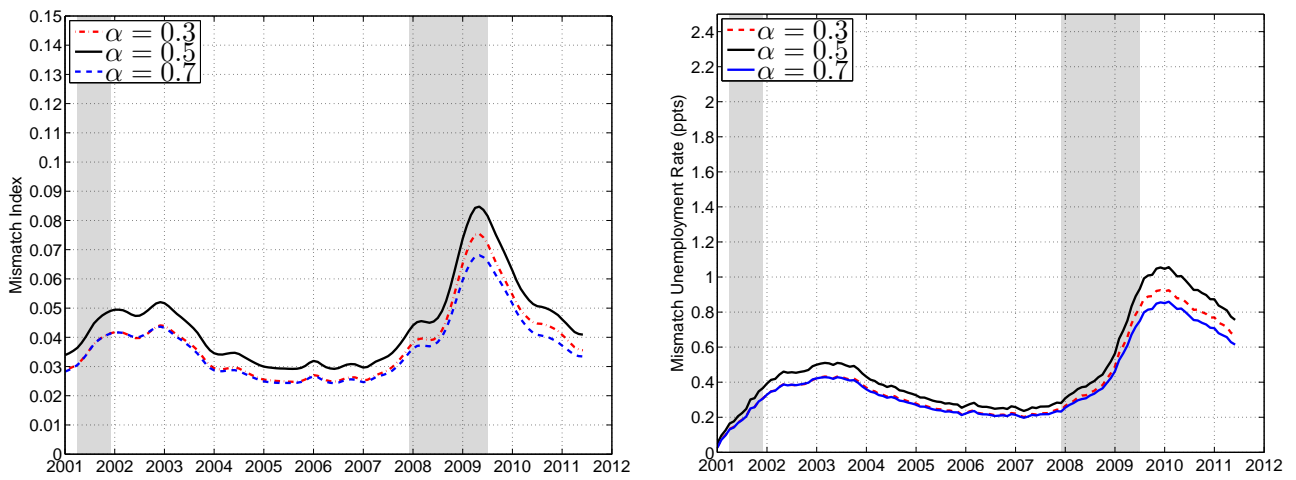 0.15
0.14
0.13
0.12
0.11
0.1
0.09
0.08
0.07
0.06
0.05
0.04
0.03
0.02
0.01
0
Mismatch Index
α = 0.3
α = 0.5
α = 0.7
2001 2002 2003 2004 2005 2006 2007 2008 2009 2010 2011 2012
2.4
2.2
2
1.8
1.6
1.4
1.2
1
0.8
0.6
0.4
0.2
0
Mismatch Unemployment Rate (ppts)
α = 0.3
α = 0.5
α = 0.7
2001 2002 2003 2004 2005 2006 2007 2008 2009 2010 2011 2012